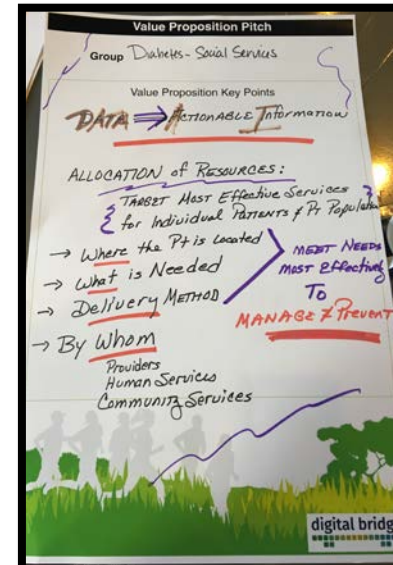 Value Proposition Pitch
Group Diabetes - Social Services
Value Proposition Key Points
DATA ⇒ ACTIONABLE Information
ALLOCATION of RESOURCES:
{ TARGET MOST Effective Services }
for Individual PATIENTS & Pt Population
→ Where the Pt is Located
→ What is Needed
→ Delivery METHOD
MEET NEEDS
MOST Effectively
TO
MANAGE & Prevent
→ By Whom
Providers
Human Services
Community Services
digital bridg